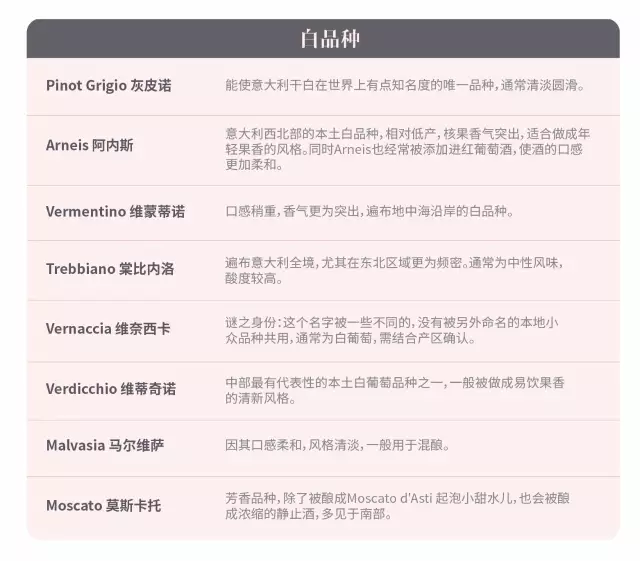 白品种
Pinot Grigio 灰皮诺
能使意大利干白在世界上有点知名度的唯一品种，通常清淡圆滑。
Arneis 阿内斯
意大利西北部的本土白品种，相对低产，核果香气突出，适合做成年
轻果香的风格。同时Arneis也经常被添加进红葡萄酒，使酒的口感
更加柔和。
Vermentino 维蒙蒂诺
口感稍重，香气更为突出，遍布地中海沿岸的白品种。
Trebbiano 棠比内洛
遍布意大利全境，尤其在东北区域更为频密。通常为中性风味，
酸度较高。
Vernaccia 维奈西卡
谜之身份：这个名字被一些不同的，没有被另外命名的本地小
众品种共用，通常为白葡萄，需结合产区确认。
Verdicchio 维蒂奇诺
中部最有代表性的本土白葡萄品种之一，一般被做成易饮果香
的清新风格。
Malvasia 马尔维萨
因其口感柔和，风格清淡，一般用于混酿。
Moscato 莫斯卡托
芳香品种，除了被酿成Moscato d'Asti 起泡小甜水儿，也会被酿
成浓缩的静止酒，多见于南部。